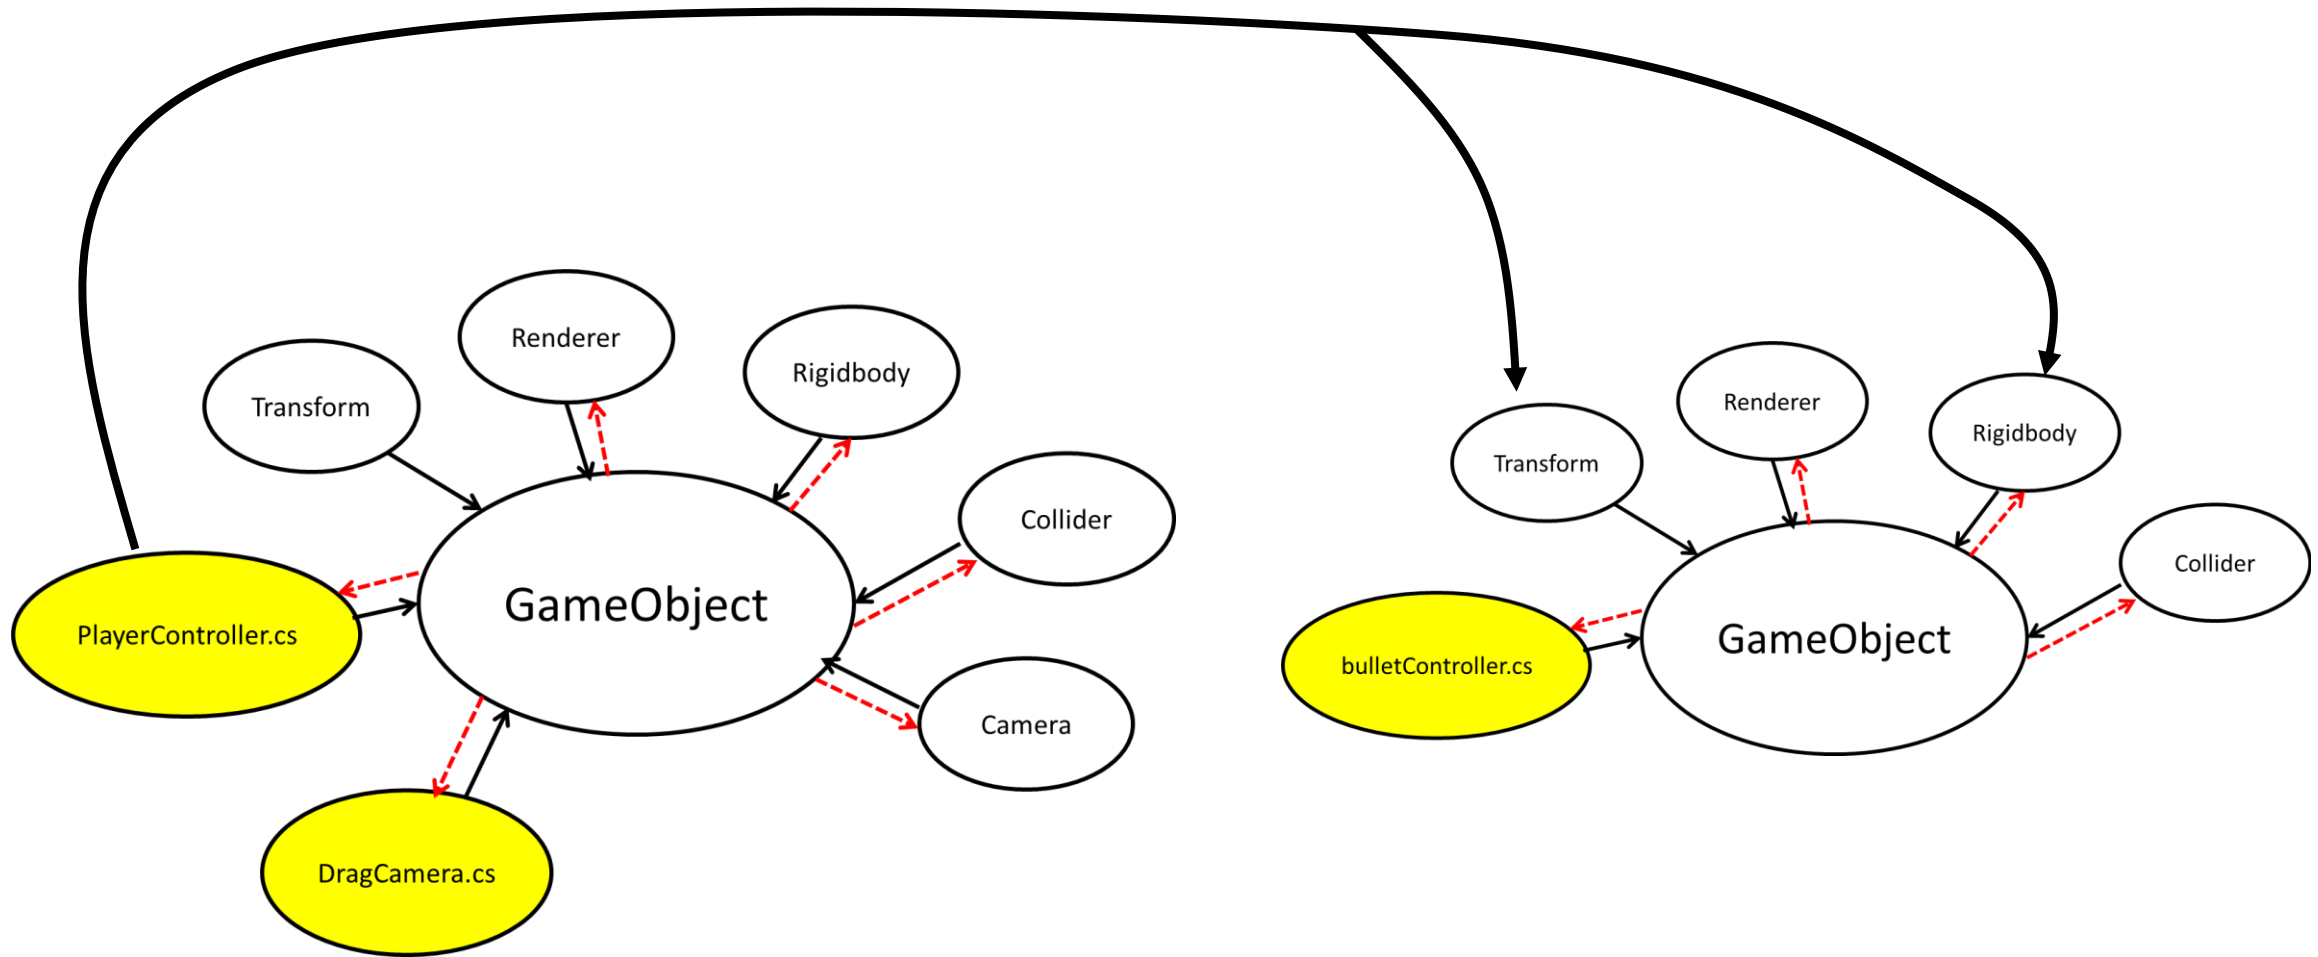 Renderer
Rigidbody
Transform
Collider
GameObject
PlayerController.cs
Camera
DragCamera.cs
Renderer
Rigidbody
Transform
Collider
GameObject
bulletController.cs